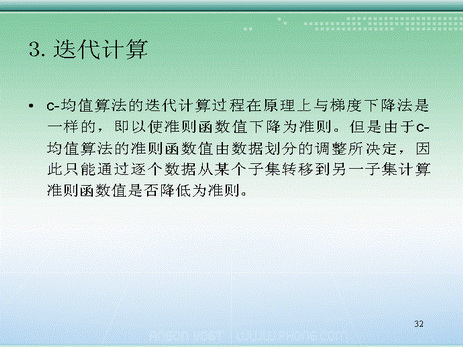 3. 迭代计算
• c-均值算法的迭代计算过程在原理上与梯度下降法是
一样的，即以使准则函数值下降为准则。但是由于c-
均值算法的准则函数值由数据划分的调整所决定，因
此只能通过逐个数据从某个子集转移到另一子集计算
准则函数值是否降低为准则。
32